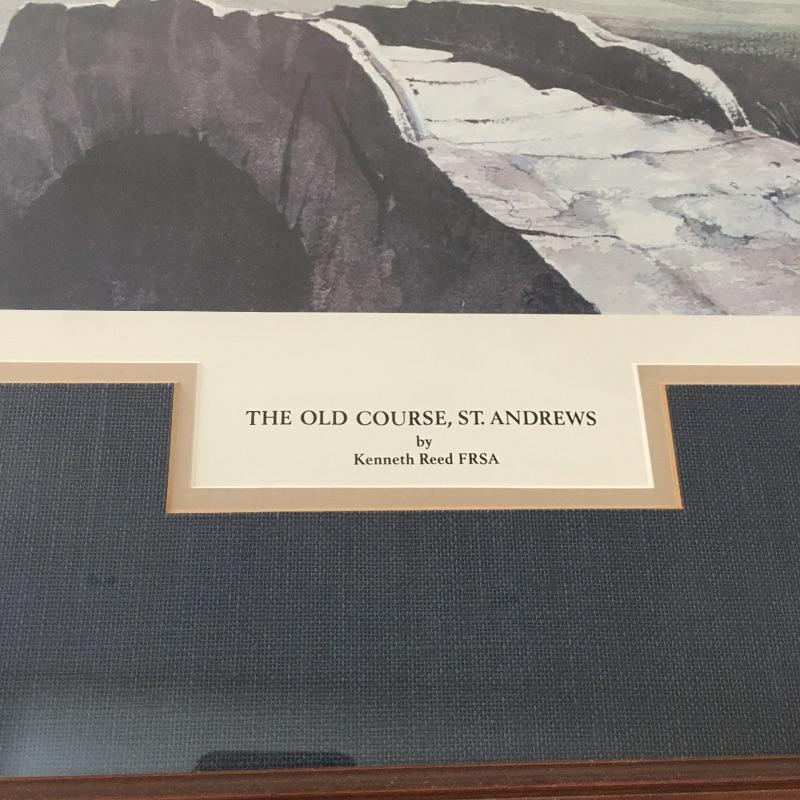 THE OLD COURSE, ST. ANDREWS
by
Kenneth Reed FRSA